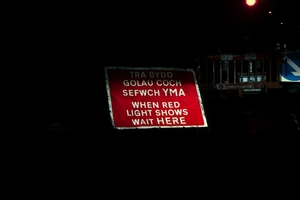 TRA BYDD
GOLAU COCH
SEFWCH YMA
WHEN RED
LIGHT SHOWS
WAIT HERE